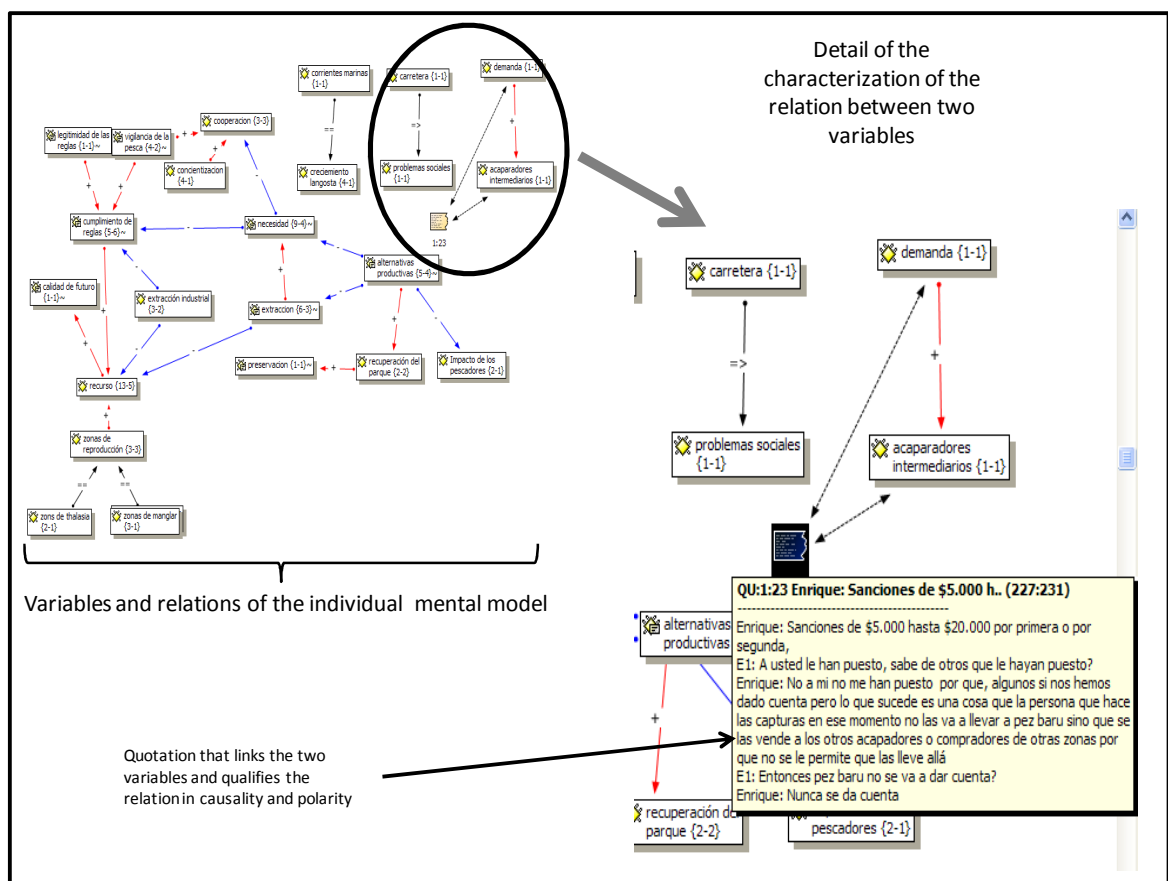 Detail of the
characterization of the
relation between two
variables
corrientes marinas
{1-1}
carretera {1-1}
demanda {1-1}
legitimidad de las
reglas {1-1}~
vigilancia de la
pesca {4-2}~
+
cooperacion {3-3}
+
concientizacion
{4-1}
==
=>
+
+
+
crecimiento
langosta {4-1}
problemas sociales
{1-1}
acaparadores
intermediarios {1-1}
-
cumplimiento de
reglas {5-6}~
-
necesidad {9-4}~
1:23
-
alternativas
productivas {5-4}~
calidad de futuro
{1-1}~
+
-
extracción industrial
{3-2}
+
extraccion {6-3}~
-
+
-
-
+
-
preservacion {1-1}~
+
recuperación del
parque {2-2}
Impacto de los
pescadores {2-1}
recurso {13-5}
+
zonas de
reproducción {3-3}
==
==
zons de thalasia
{2-1}
zonas de manglar
{3-1}
Variables and relations of the individual mental model
carretera {1-1}
demanda {1-1}
=>
+
problemas sociales
{1-1}
acaparadores
intermediarios {1-1}
alternativas
productivas
+
recuperación de
parque {2-2}
pescadores {2-1}
QU:1:23 Enrique: Sanciones de $5.000 h.. (227:231)
----------------------------------------------
Enrique: Sanciones de $5.000 hasta $20.000 por primera o por
segunda,
E1: A usted le han puesto, sabe de otros que le hayan puesto?
Enrique: No a mi no me han puesto por que, algunos si nos hemos
dado cuenta pero lo que sucede es una cosa que la persona que hace
las capturas en ese momento no las va a llevar a pez baru sino que se
las vende a los otros acapadores o compradores de otras zonas por
que no se le permite que las lleve allá
E1: Entonces pez baru no se va a dar cuenta?
Enrique: Nunca se da cuenta
Quotation that links the two
variables and qualifies the
relation in causality and polarity